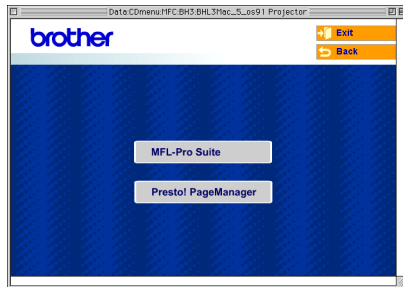 Data:CDmenu:MFC:BH3:BHL3Mac_5_os91 Projector
brother
Exit
Back
MFL-Pro Suite
Presto! PageManager